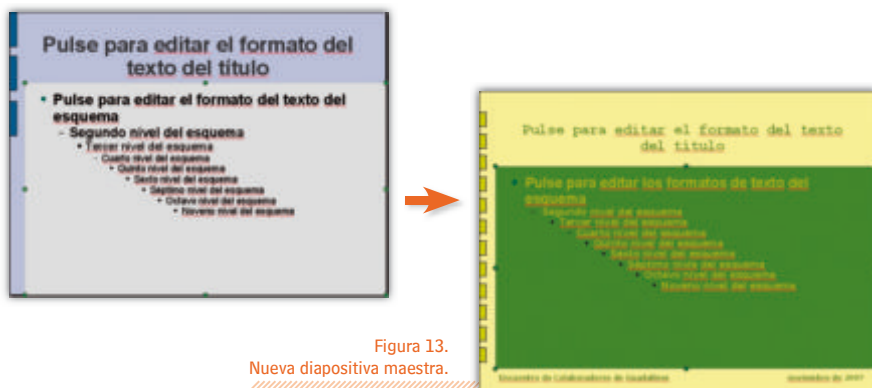 Pulse para editar el formato del
texto del título
• Pulse para editar el formato del texto del
esquema
– Segundo nivel del esquema
• Tercer nivel del esquema
– Cuarto nivel del esquema
• Quinto nivel del esquema
• Sexto nivel del esquema
• Séptimo nivel del esquema
• Octavo nivel del esquema
• Noveno nivel del esquema
Pulse para editar el formato del texto
del título
• Pulse para editar los formatos de texto del
esquema
– Segundo nivel del esquema
• Tercer nivel del esquema
– Cuarto nivel del esquema
• Quinto nivel del esquema
• Sexto nivel del esquema
• Séptimo nivel del esquema
• Octavo nivel del esquema
• Noveno nivel del esquema
Encuentro de Colaboradores de
noviembre de 2007
Figura 13.
Nueva diapositiva maestra.